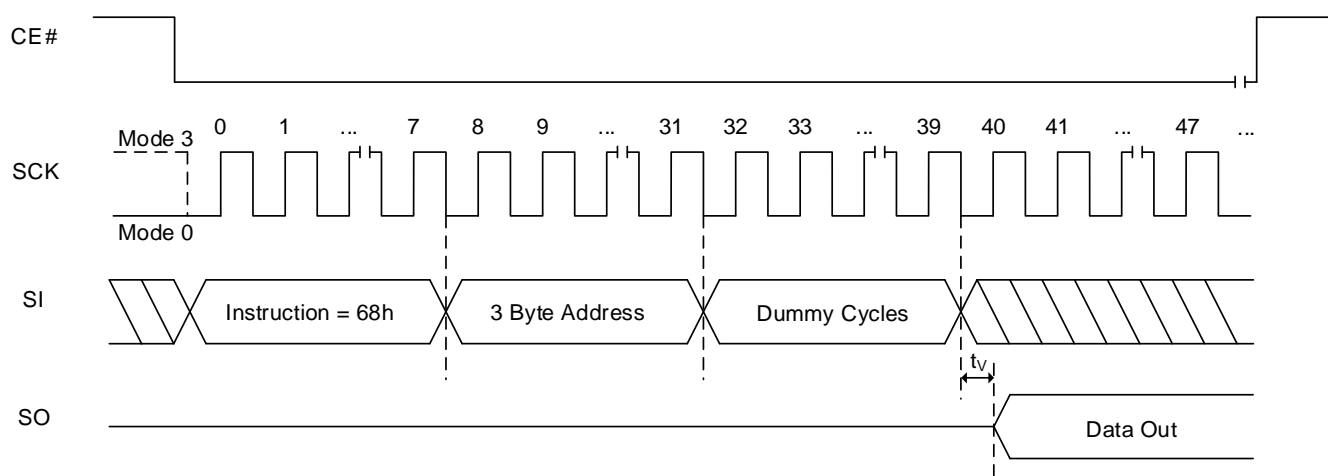 CE#
0 1 ... 7 8 9 ... 31 32 33 ... 39 40 41 ... 47 ...
Mode 3
SCK
Mode 0
SI
Instruction = 68h
3 Byte Address
Dummy Cycles
tV
SO
Data Out